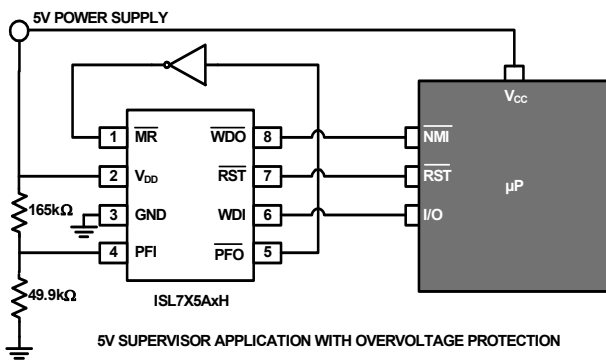 5V POWER SUPPLY
VCC
1 MR WDO 8 NMI
2 VDD RST 7 RST
µP
165kΩ
3 GND WDI 6 I/O
4 PFI PFO 5
49.9kΩ
ISL7X5AxH
5V SUPERVISOR APPLICATION WITH OVERVOLTAGE PROTECTION